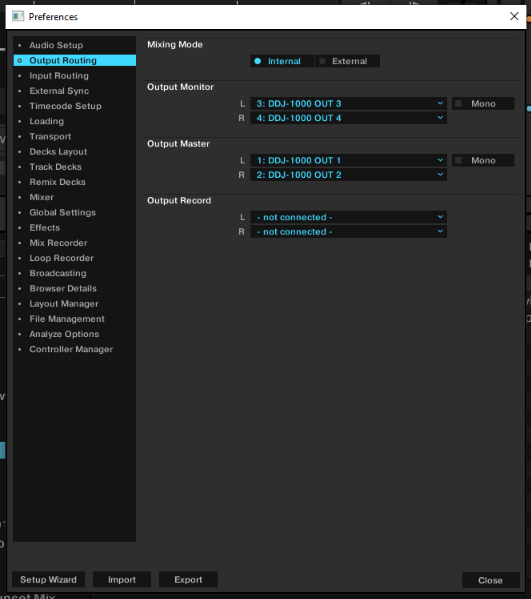 Preferences
Audio Setup
Output Routing
Input Routing
External Sync
Timecode Setup
Loading
Transport
Decks Layout
Track Decks
Remix Decks
Mixer
Global Settings
Effects
Mix Recorder
Loop Recorder
Broadcasting
Browser Details
Layout Manager
File Management
Analyze Options
Controller Manager
Mixing Mode
Internal External
Output Monitor
L 3: DDJ-1000 OUT 3 Mono
R 4: DDJ-1000 OUT 4
Output Master
L 1: DDJ-1000 OUT 1 Mono
R 2: DDJ-1000 OUT 2
Output Record
L - not connected -
R - not connected -
Setup Wizard Import Export Close